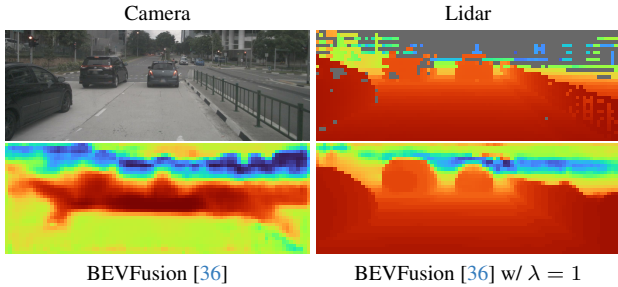 Camera
Lidar
BEVFusion [36]
BEVFusion [36] w/ λ = 1